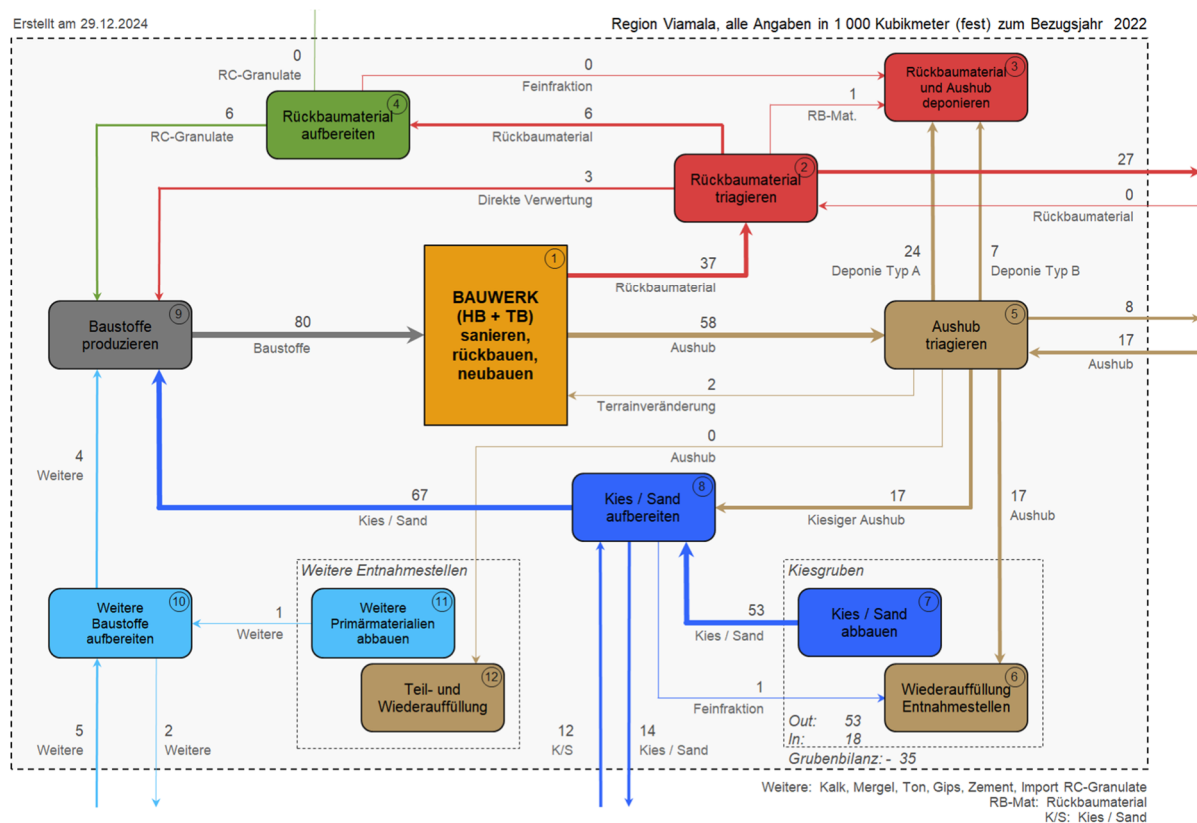 Erstellt am 29.12.2024
Region Viamala, alle Angaben in 1 000 Kubikmeter (fest) zum Bezugsjahr 2022
0
RC-Granulate
0
Feinfraktion
3
Rückbaumaterial
und Aushub
deponieren
4
Rückbaumaterial
aufbereiten
6
RC-Granulate
6
Rückbaumaterial
1
RB-Mat.
2
Rückbaumaterial
triagieren
27
0
Rückbaumaterial
3
Direkte Verwertung
24
Deponie Typ A
7
Deponie Typ B
1
BAUWERK
(HB + TB)
sanieren,
rückbauen,
neubauen
37
Rückbaumaterial
9
Baustoffe
produzieren
80
Baustoffe
58
Aushub
5
Aushub
triagieren
8
17
Aushub
2
Terrainveränderung
0
Aushub
4
Weitere
67
Kies / Sand
8
Kies / Sand
aufbereiten
17
Kiesiger Aushub
17
Aushub
Weitere Entnahmestellen
Kiesgruben
10
Weitere
Baustoffe
aufbereiten
1
Weitere
11
Weitere
Primärmaterialien
abbauen
53
Kies / Sand
7
Kies / Sand
abbauen
12
Teil- und
Wiederauffüllung
1
Feinfraktion
6
Wiederauffüllung
Entnahmestellen
5
Weitere
2
Weitere
12
K/S
14
Kies / Sand
Out: 53
In: 18
Grubenbilanz: - 35
Weitere: Kalk, Mergel, Ton, Gips, Zement, Import RC-Granulate
RB-Mat: Rückbaumaterial
K/S: Kies / Sand